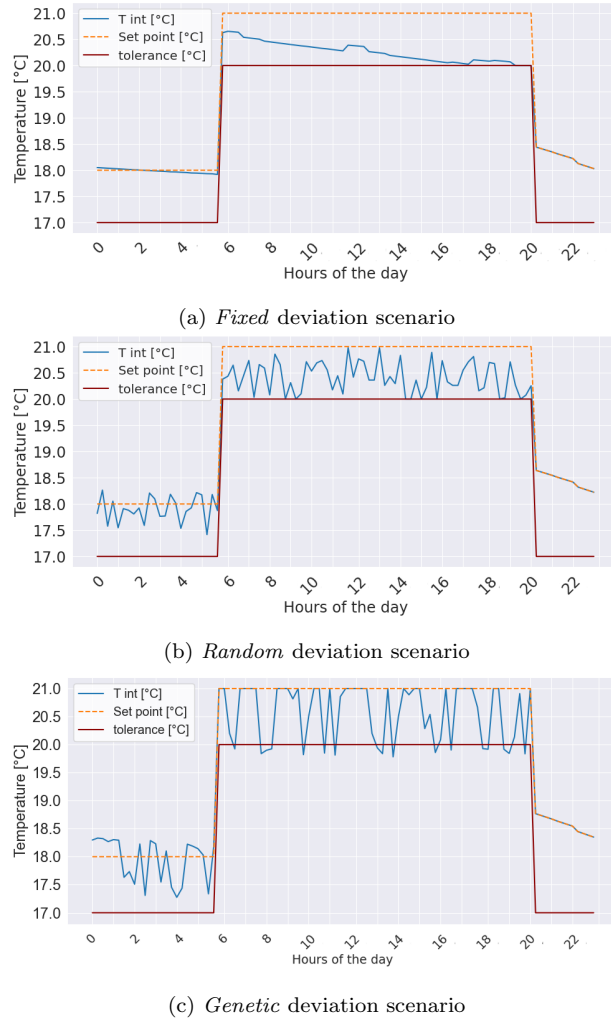 T int [°C]
Set point [°C]
tolerance [°C]
Temperature [°C]
21.0
20.5
20.0
19.5
19.0
18.5
18.0
17.5
17.0
0 2 4 6 8 10 12 14 16 18 20 22
Hours of the day
(a) Fixed deviation scenario
T int [°C]
Set point [°C]
tolerance [°C]
Temperature [°C]
21.0
20.5
20.0
19.5
19.0
18.5
18.0
17.5
17.0
0 2 4 6 8 10 12 14 16 18 20 22
Hours of the day
(b) Random deviation scenario
T int [°C]
Set point [°C]
tolerance [°C]
Temperature [°C]
21.0
20.5
20.0
19.5
19.0
18.5
18.0
17.5
17.0
0 2 4 6 8 10 12 14 16 18 20 22
Hours of the day
(c) Genetic deviation scenario